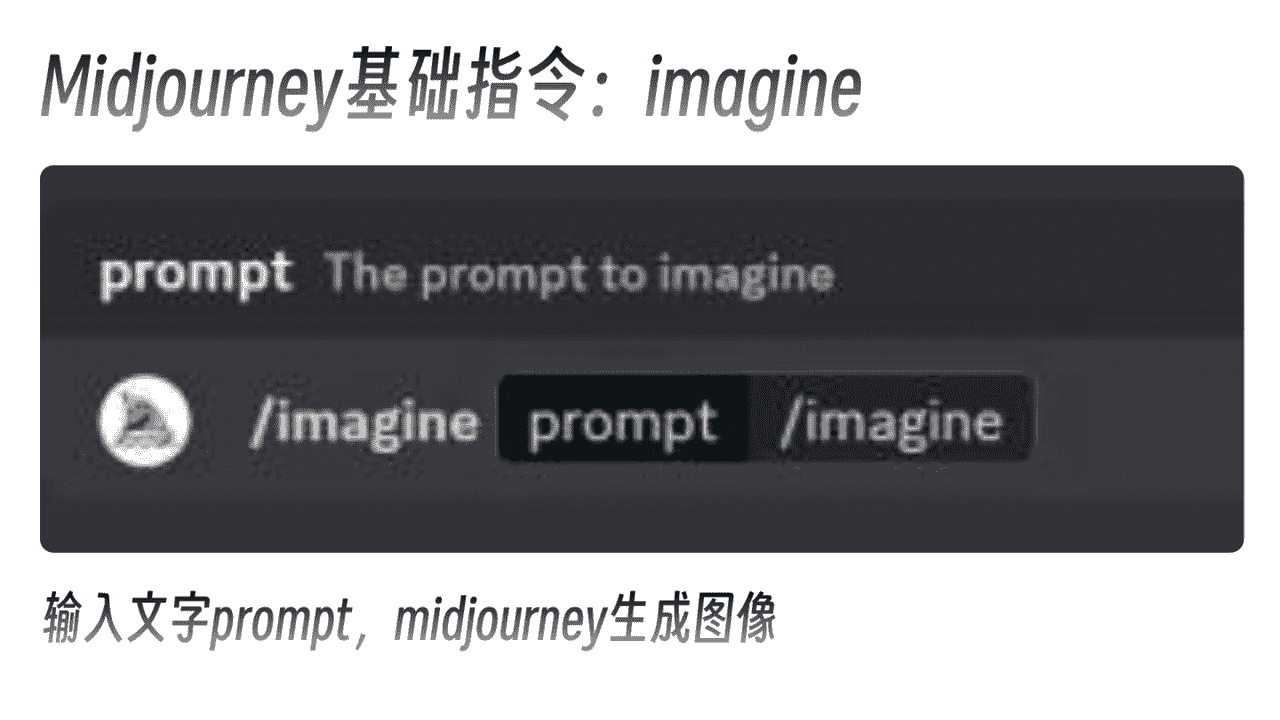 Midjourney基础指令：imagine
prompt The prompt to imagine
/imagine prompt /imagine
输入文字prompt，midjourney生成图像